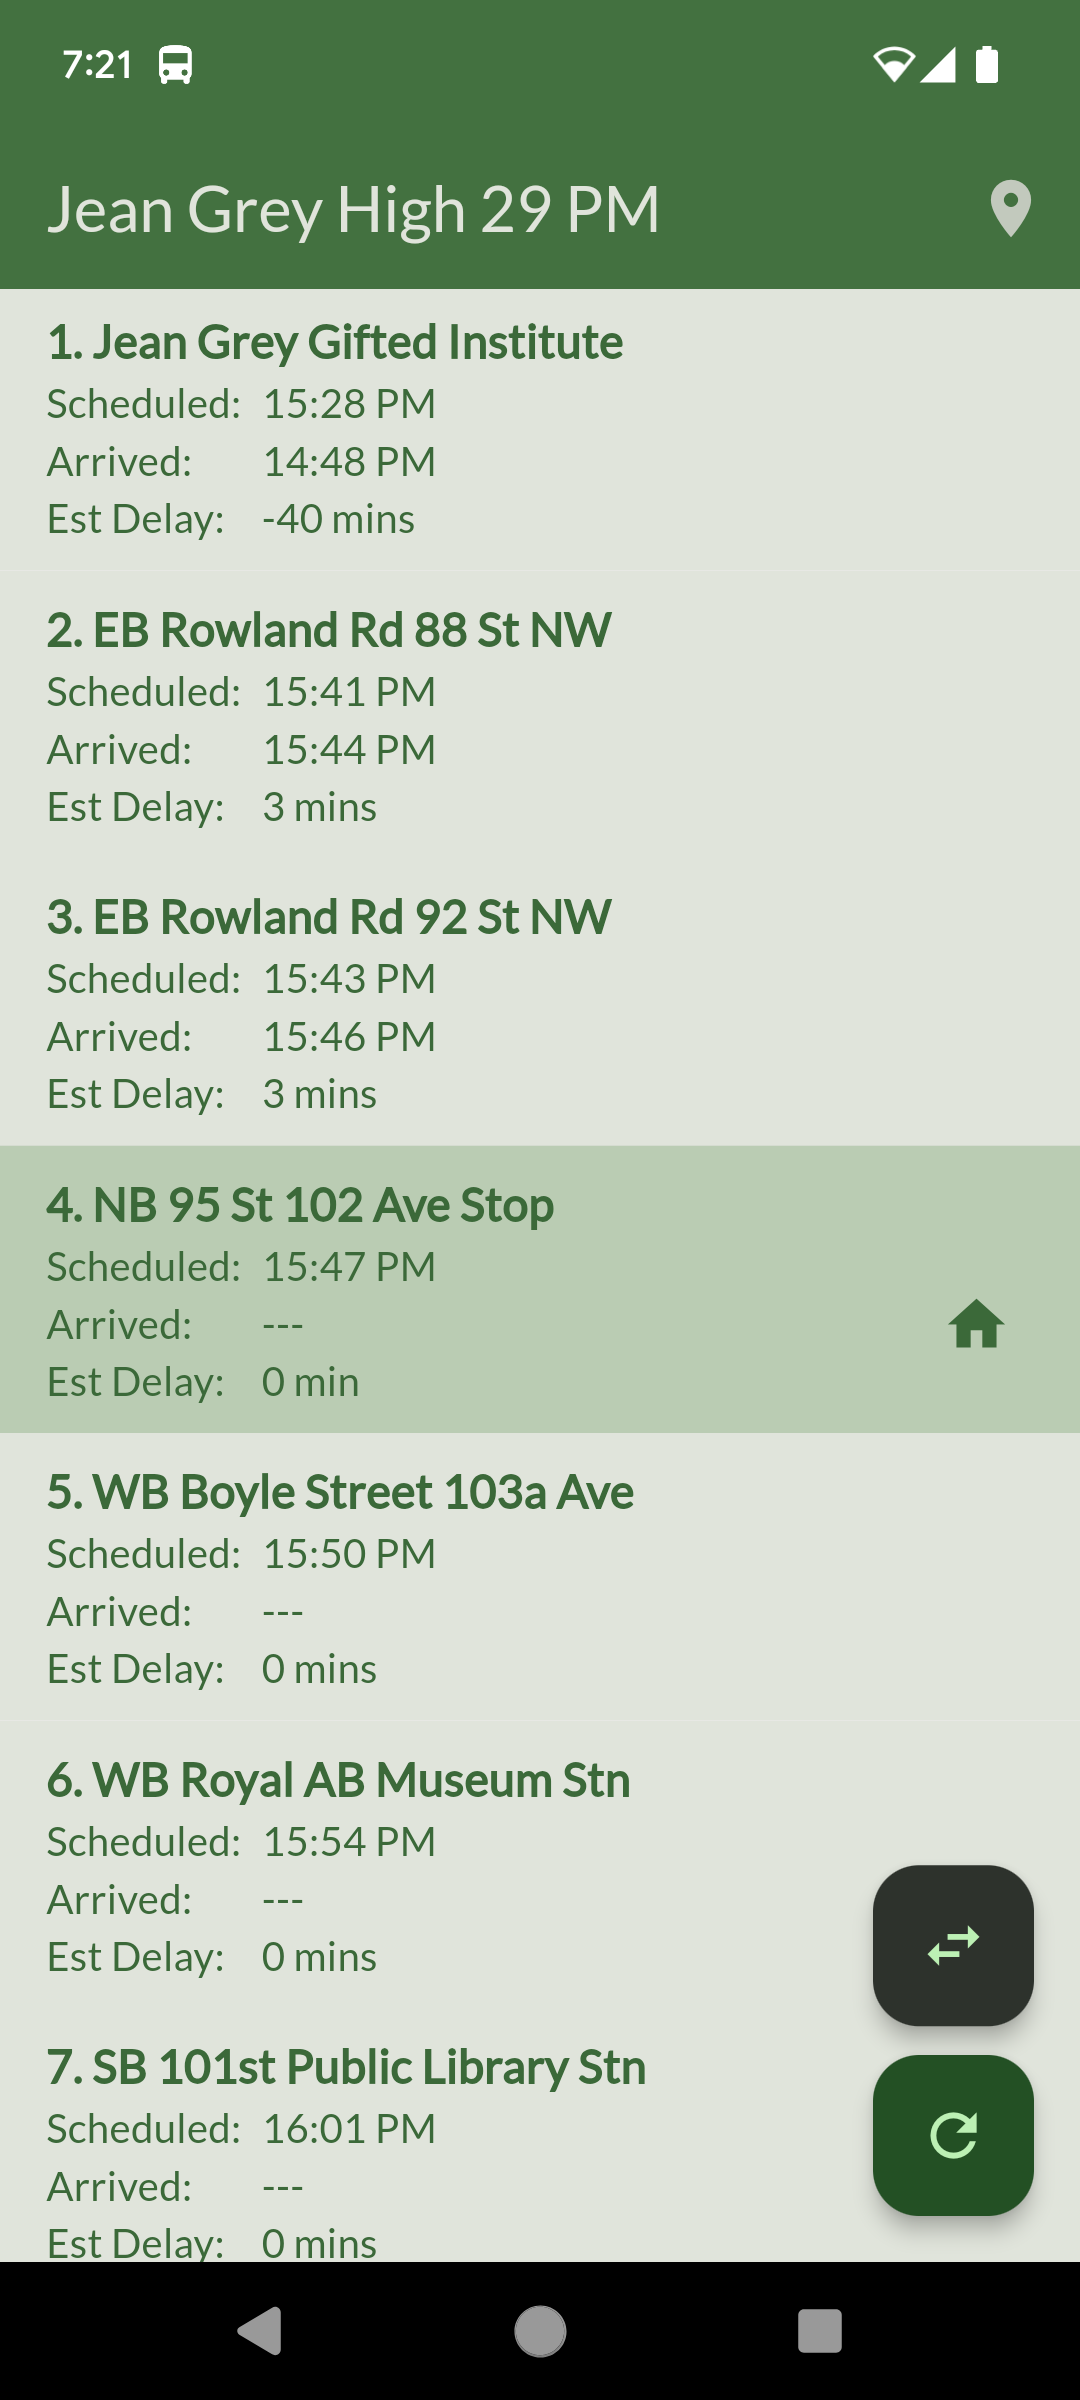 7:21
Jean Grey High 29 PM
1. Jean Grey Gifted Institute
Scheduled: 15:28 PM
Arrived: 14:48 PM
Est Delay: -40 mins
2. EB Rowland Rd 88 St NW
Scheduled: 15:41 PM
Arrived: 15:44 PM
Est Delay: 3 mins
3. EB Rowland Rd 92 St NW
Scheduled: 15:43 PM
Arrived: 15:46 PM
Est Delay: 3 mins
4. NB 95 St 102 Ave Stop
Scheduled: 15:47 PM
Arrived: ---
Est Delay: 0 min
5. WB Boyle Street 103a Ave
Scheduled: 15:50 PM
Arrived: ---
Est Delay: 0 mins
6. WB Royal AB Museum Stn
Scheduled: 15:54 PM
Arrived: ---
Est Delay: 0 mins
7. SB 101st Public Library Stn
Scheduled: 16:01 PM
Arrived: ---
Est Delay: 0 mins